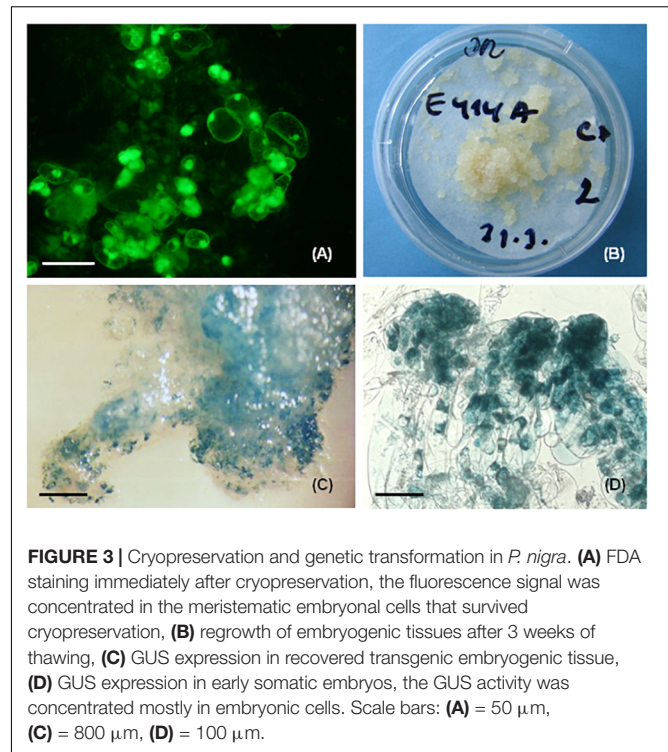 (A)
DR
E414A
C+
2
31.3.
(B)
(C)
(D)
FIGURE 3 | Cryopreservation and genetic transformation in P. nigra. (A) FDA
staining immediately after cryopreservation, the fluorescence signal was
concentrated in the meristematic embryonal cells that survived
cryopreservation, (B) regrowth of embryogenic tissues after 3 weeks of
thawing, (C) GUS expression in recovered transgenic embryogenic tissue,
(D) GUS expression in early somatic embryos, the GUS activity was
concentrated mostly in embryonic cells. Scale bars: (A) = 50 μm,
(C) = 800 μm, (D) = 100 μm.